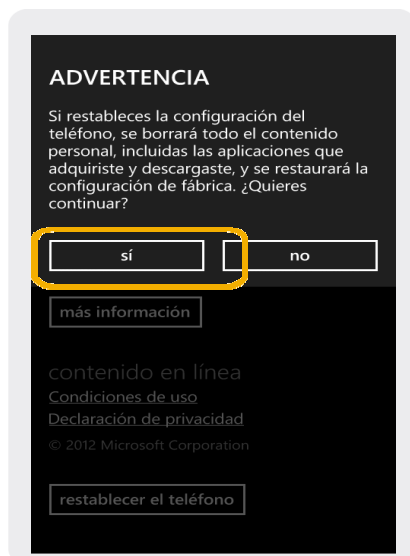 ADVERTENCIA
Si restableces la configuración del
teléfono, se borrará todo el contenido
personal, incluidas las aplicaciones que
adquiriste y descargaste, y se restaurará la
configuración de fábrica. ¿Quieres
continuar?
sí
no
más información
contenido en línea
Condiciones de uso
Declaración de privacidad
© 2012 Microsoft Corporation
restablecer el teléfono